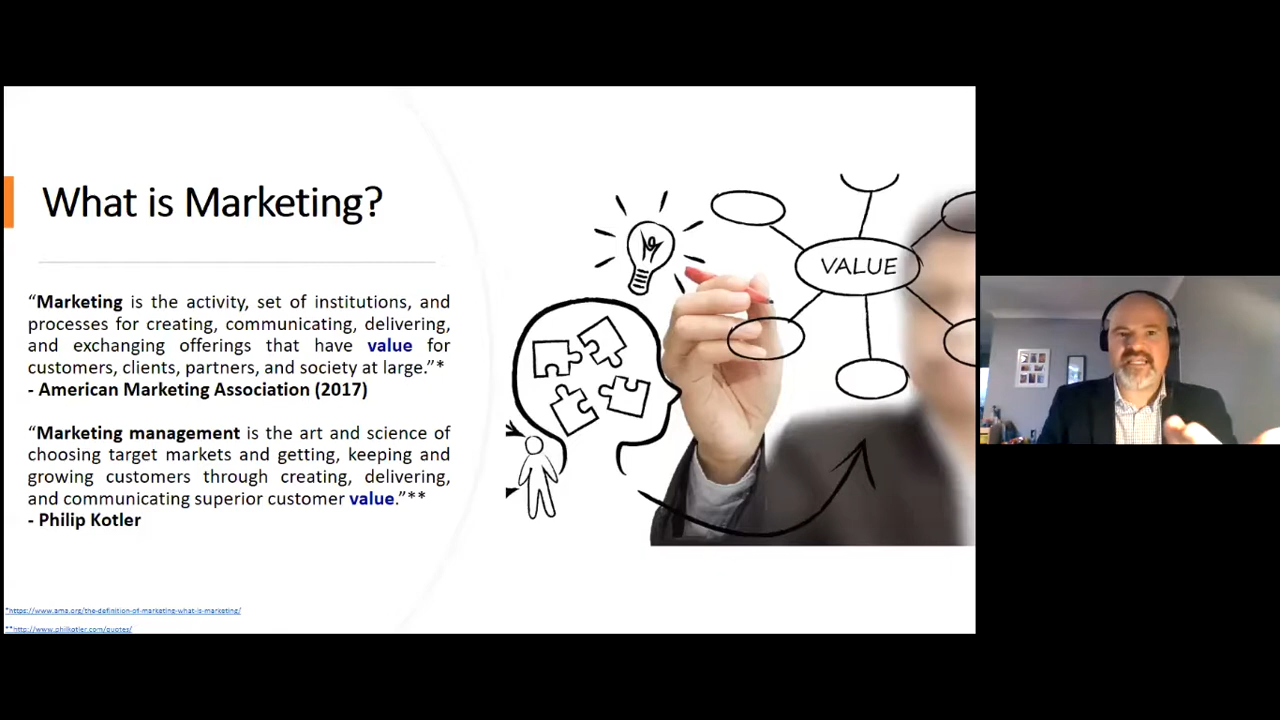 What is Marketing?
“Marketing is the activity, set of institutions, and
processes for creating, communicating, delivering,
and exchanging offerings that have value for
customers, clients, partners, and society at large.”*
- American Marketing Association (2017)
“Marketing management is the art and science of
choosing target markets and getting, keeping and
growing customers through creating, delivering,
and communicating superior customer value.”**
- Philip Kotler
VALUE
*https://www.ama.org/the-definition-of-marketing-what-is-marketing/
**http://www.philkotler.com/quotes/